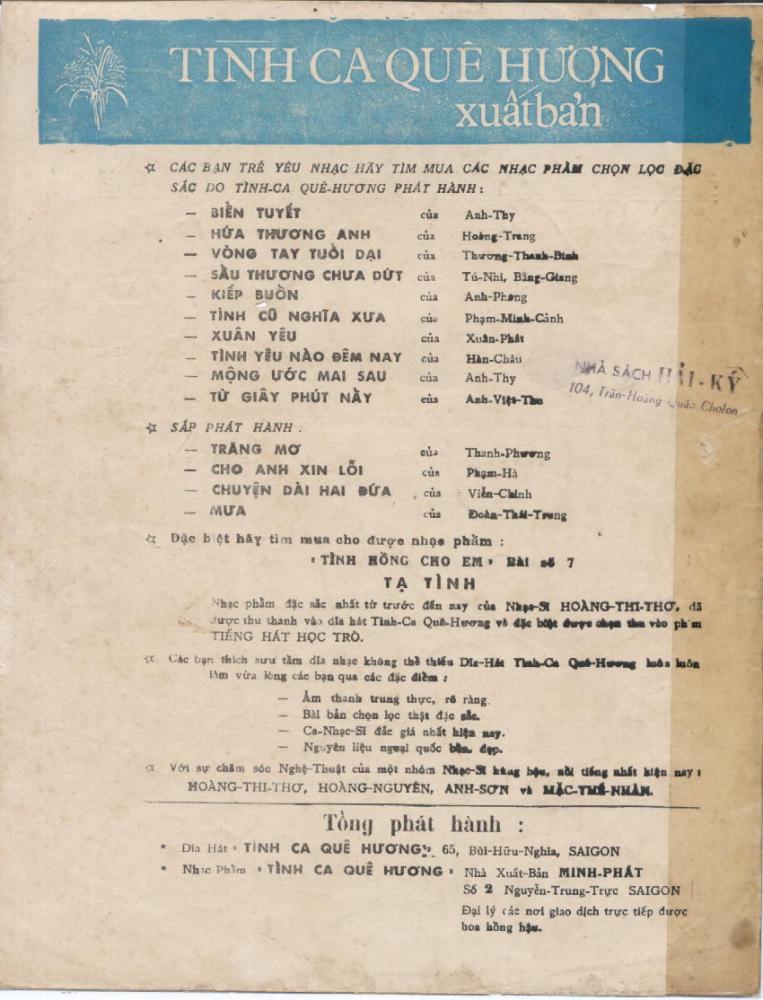 TÌNH CA QUÊ HƯƠNG
xuất bản
CÁC BẠN TRẺ YÊU NHẠC HÃY TÌM MUA CÁC NHẠC PHẨM CHỌN LỌC ĐẶC
SẮC DO TÌNH-CA QUÊ-HƯƠNG PHÁT HÀNH :
— BIỂN TUYẾT của Anh-Thy
— HỨA THƯƠNG ANH của Hoàng-Trang
— VÒNG TAY TUỔI DẠI của Thương-Thanh-Bình
— SẦU THƯƠNG CHƯA DỨT của Tú-Nhi, Bằng-Giang
— KIẾP BUỒN của Anh-Phong
— TÌNH CŨ NGHĨA XƯA của Phạm-Minh-Cảnh
— XUÂN YÊU của Xuân-Phát
— TÌNH YÊU NÀO ĐÊM NAY của Hàn-Châu
— MỘNG ƯỚC MAI SAU của Anh-Thy
— TỪ GIÂY PHÚT NẦY của Anh-Việt-Thu
NHÀ SÁCH HẢI-KÝ
104, Trần-Hoàng Quân Cholon
SẮP PHÁT HÀNH :
— TRĂNG MƠ của Thanh-Phương
— CHO ANH XIN LỖI của Phạm-Hà
— CHUYỆN DÀI HAI ĐỨA của : Viễn-Chinh
— MƯA của Đoàn-Thái-Trung
Đặc biệt hãy tìm mua cho được nhạc phẩm :
« TÌNH HỒNG CHO EM » Bài số 7
TẠ TÌNH
Nhạc phẩm đặc sắc nhất từ trước đến nay của Nhạc-Sĩ HOÀNG-THI-THƠ, đã
được thu thanh vào dĩa hát Tình-Ca Quê-Hương và đặc biệt được chọn thu vào phim
TIẾNG HÁT HỌC TRÒ.
Các bạn thích sưu tầm dĩa nhạc không thể thiếu Dĩa-Hát Tình-Ca Quê-Hương luôn luôn
làm vừa lòng các bạn qua các đặc điểm :
— Âm thanh trung thực, rõ ràng.
— Bài bản chọn lọc thật đặc sắc.
— Ca-Nhạc-Sĩ đắc giá nhất hiện nay.
— Nguyên liệu ngoại quốc bền, đẹp.
Với sự chăm sóc Nghệ-Thuật của một nhóm Nhạc-Sĩ hùng hậu, nổi tiếng nhất hiện nay :
HOÀNG-THI-THƠ, HOÀNG-NGUYÊN, ANH-SƠN và MẶC-THẾ-NHÂN.
Tổng phát hành :
• Dĩa Hát « TÌNH CA QUÊ HƯƠNG » 65, Bùi-Hữu-Nghĩa, SAIGON
• Nhạc Phẩm « TÌNH CA QUÊ HƯƠNG » Nhà Xuất-Bản MINH-PHÁT
Số 2 Nguyễn-Trung-Trực SAIGON
Đại lý các nơi giao dịch trực tiếp được
hoa hồng hậu.